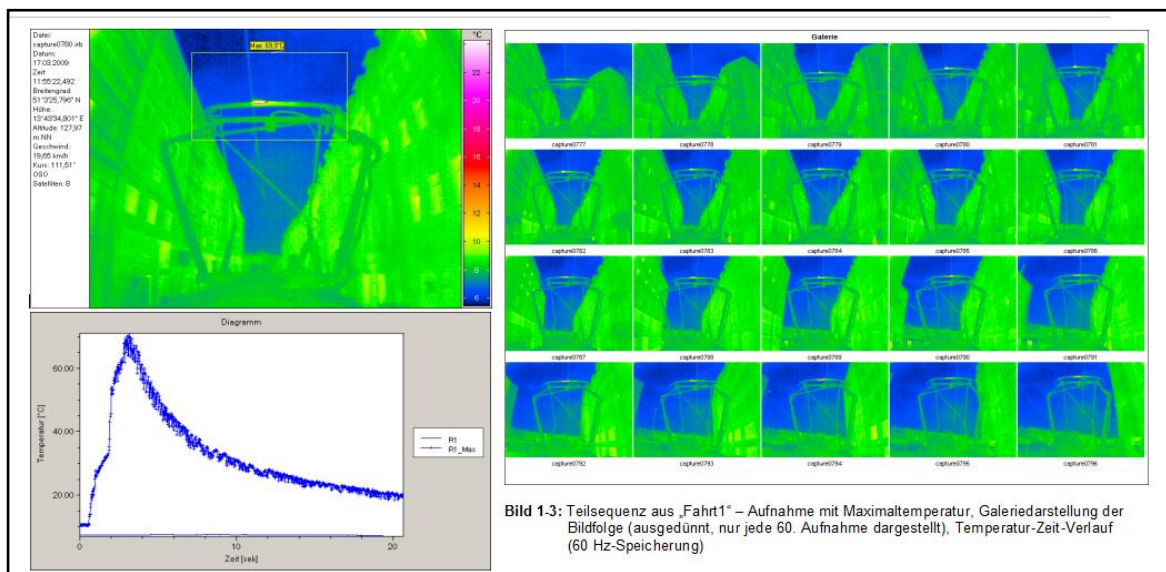 Datei:
capture0780.irb
Datum:
17.03.2009
Zeit
11:55:22,492
Breitengrad
51°3'25,796" N
Höhe:
13°43'34,801" E
Altitude: 127,97
m NN
Geschwind.:
19,65 km/h
Kurs: 111,51°
OSO
Satelliten: 8
°C
22
20
18
16
14
12
10
8
6
Diagramm
60.00
40.00
20.00
Temperatur [°C]
0
10
20
Zeit [sek]
R1
R1_Max
Galerie
capture0777
capture0778
capture0779
capture0780
capture0781
capture0782
capture0783
capture0784
capture0785
capture0786
capture0787
capture0788
capture0789
capture0790
capture0791
capture0792
capture0793
capture0794
capture0795
capture0796
Bild 1-3: Teilsequenz aus „Fahrt1“ – Aufnahme mit Maximaltemperatur, Galeriedarstellung der
Bildfolge (ausgedünnt, nur jede 60. Aufnahme dargestellt), Temperatur-Zeit-Verlauf
(60 Hz-Speicherung)